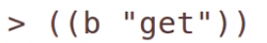 > ((b "get"))